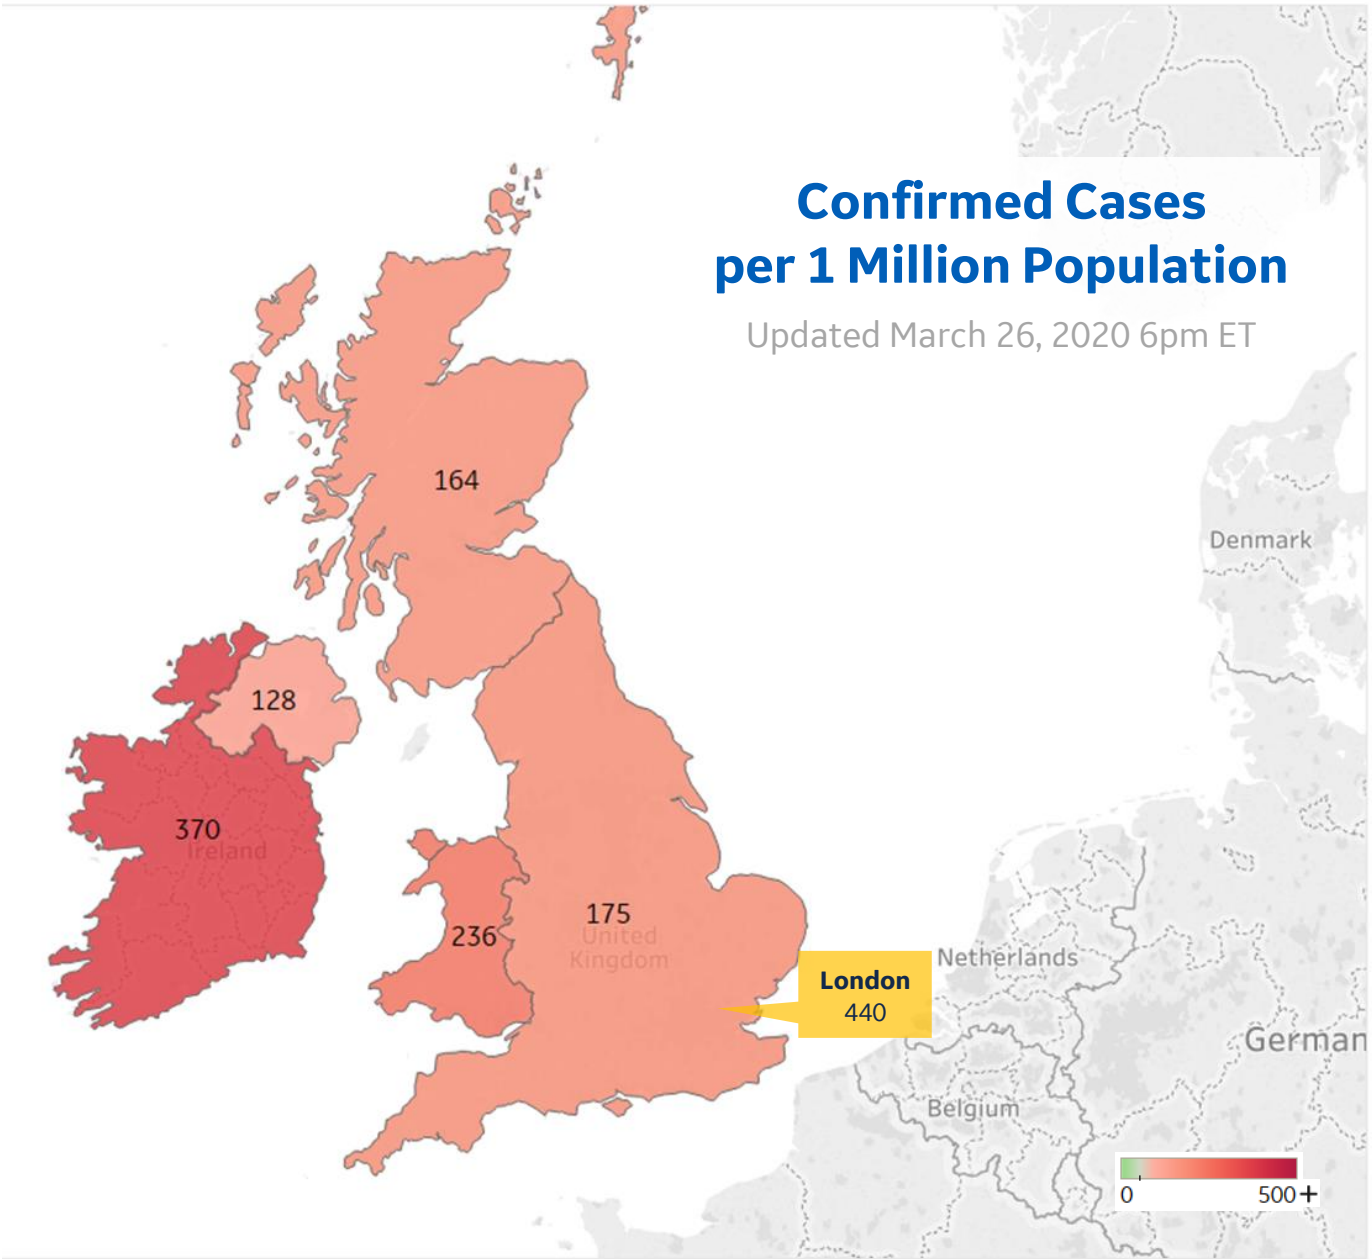 Confirmed Cases
per 1 Million Population
Updated March 26, 2020 6pm ET
164
Denmark
128
370
Ireland
175
236
United
Kingdom
Netherlands
London
440
German
Belgium
0
500+